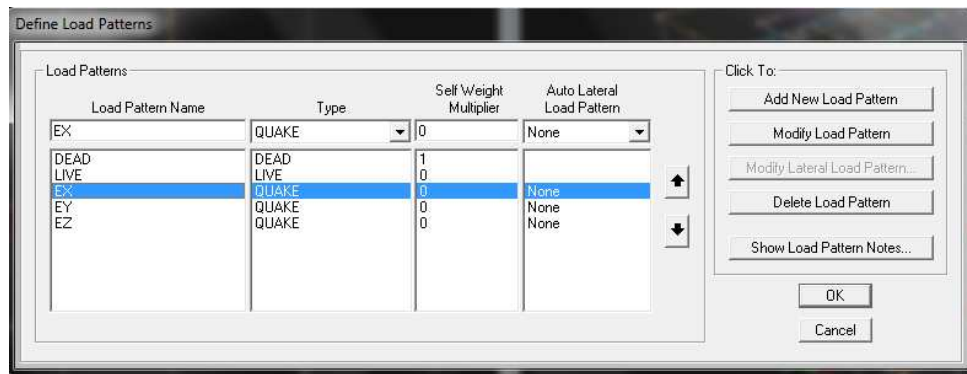 Define Load Patterns
Load Patterns
Load Pattern Name Type Self Weight Multiplier Auto Lateral Load Pattern
EX QUAKE 0 None
DEAD DEAD 1
LIVE LIVE 0
EX QUAKE 0 None
EY QUAKE 0 None
EZ QUAKE 0 None
Click To:
Add New Load Pattern
Modify Load Pattern
Modify Lateral Load Pattern...
Delete Load Pattern
Show Load Pattern Notes...
OK
Cancel